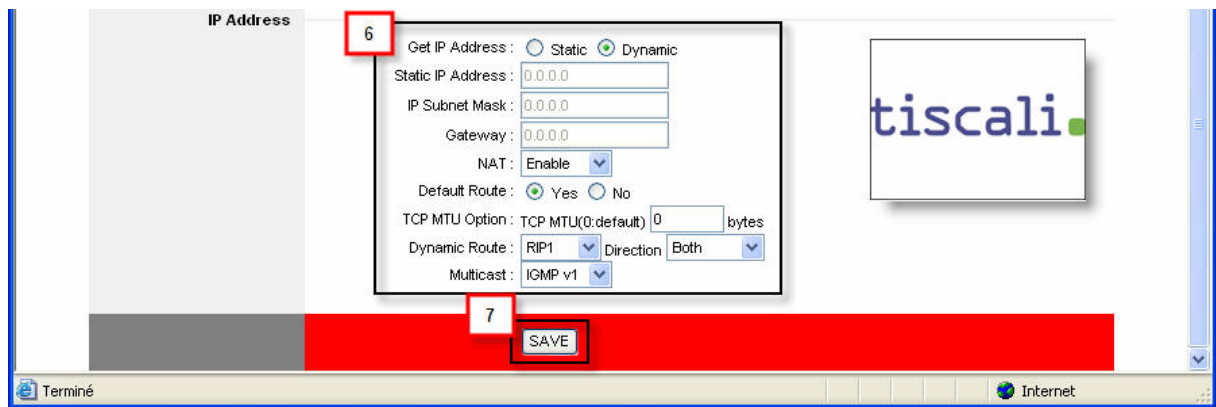 IP Address
6
Get IP Address : Static Dynamic
Static IP Address : 0.0.0.0
IP Subnet Mask : 0.0.0.0
Gateway : 0.0.0.0
NAT : Enable
Default Route : Yes No
TCP MTU Option : TCP MTU(0:default) 0 bytes
Dynamic Route : RIP1 Direction Both
Multicast : IGMP v1
tiscali.
7
SAVE
Terminé
Internet